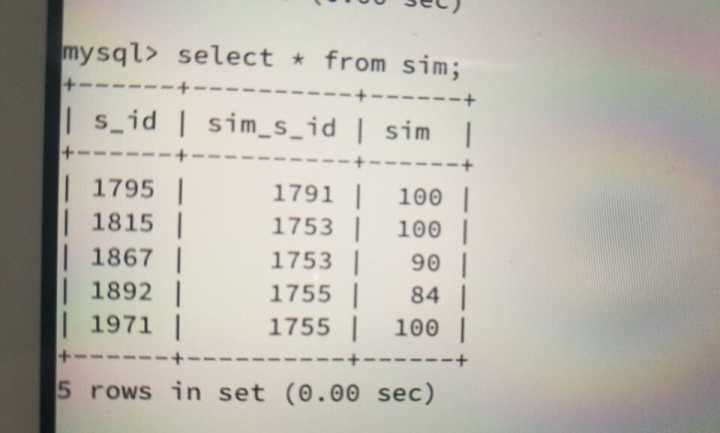 mysql> select * from sim;
+------+----------+------+
| s_id | sim_s_id | sim  |
+------+----------+------+
| 1795 |     1791 |  100 |
| 1815 |     1753 |  100 |
| 1867 |     1753 |   90 |
| 1892 |     1755 |   84 |
| 1971 |     1755 |  100 |
+------+----------+------+
5 rows in set (0.00 sec)